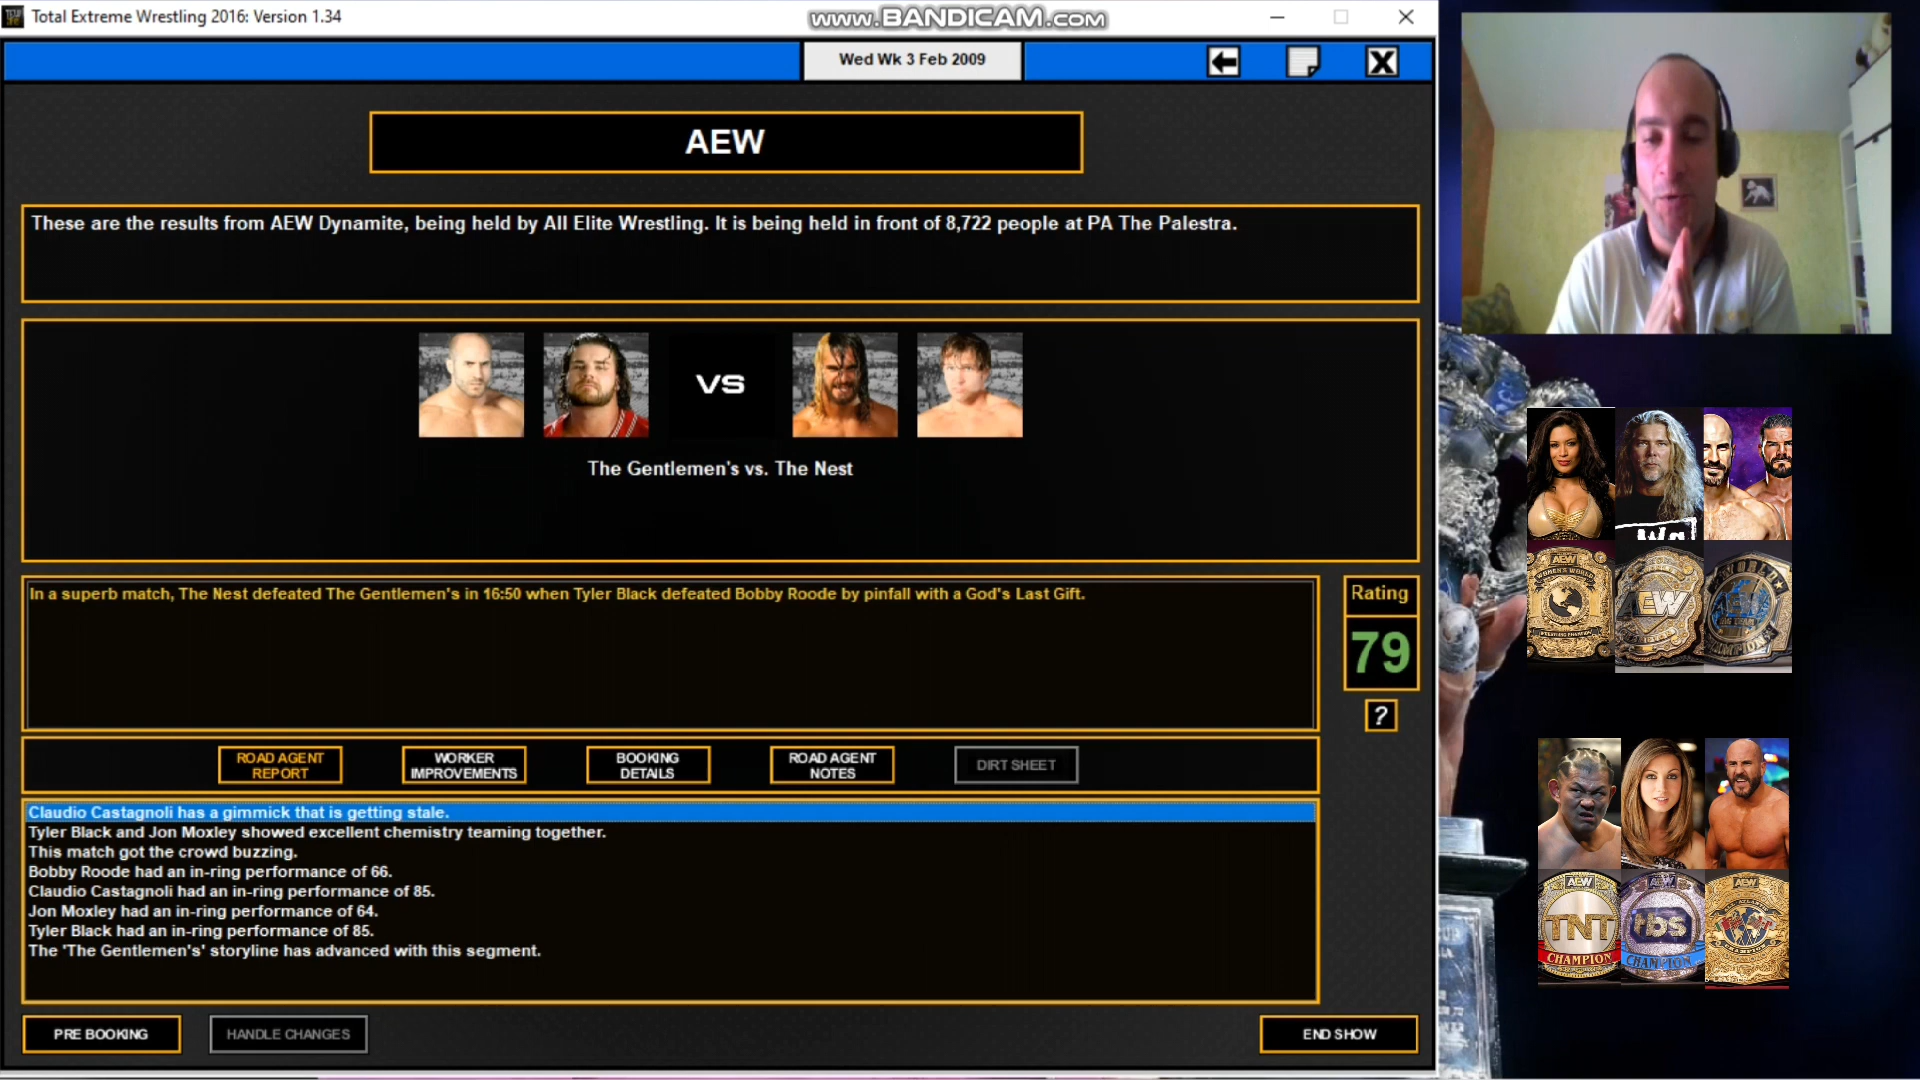 Total Extreme Wrestling 2016: Version 1.34
www.BANDICAM.COM
Wed Wk 3 Feb 2009
AEW
These are the results from AEW Dynamite, being held by All Elite Wrestling. It is being held in front of 8,722 people at PA The Palestra.
VS
The Gentlemen's vs. The Nest
In a superb match, The Nest defeated The Gentlemen's in 16:50 when Tyler Black defeated Bobby Roode by pinfall with a God's Last Gift.
Rating
79
?
ROAD AGENT
REPORT
WORKER
IMPROVEMENTS
BOOKING
DETAILS
ROAD AGENT
NOTES
DIRT SHEET
Claudio Castagnoli has a gimmick that is getting stale.
Tyler Black and Jon Moxley showed excellent chemistry teaming together.
This match got the crowd buzzing.
Bobby Roode had an in-ring performance of 66.
Claudio Castagnoli had an in-ring performance of 85.
Jon Moxley had an in-ring performance of 64.
Tyler Black had an in-ring performance of 85.
The 'The Gentlemen's' storyline has advanced with this segment.
PRE BOOKING
HANDLE CHANGES
END SHOW
AEW
WOMEN'S WORLD
AEW
WORLD
AEW
TNT
CHAMPION
AEW
tbs
CHAMPION
AEW